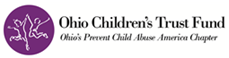 Ohio Children's Trust Fund
Ohio's Prevent Child Abuse America Chapter